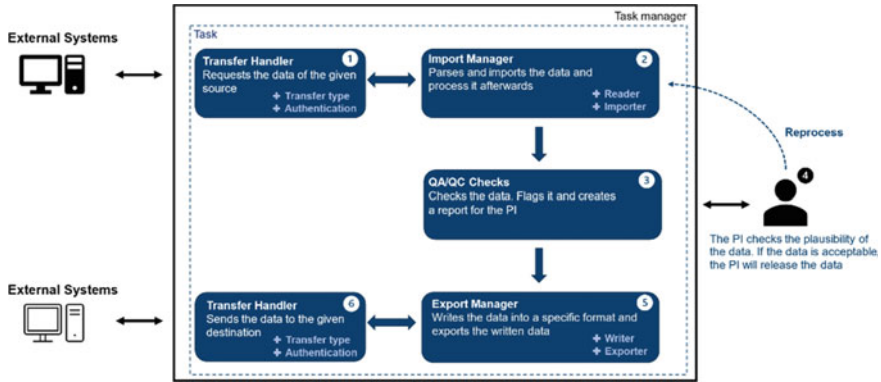 Task manager
Task
External Systems
Transfer Handler
1
Requests the data of the given
source
+ Transfer type
+ Authentication
Import Manager
2
Parses and imports the data and
process it afterwards
+ Reader
+ Importer
Reprocess
QA/QC Checks
3
Checks the data. Flags it and creates
a report for the PI
4
The PI checks the plausibility of
the data. If the data is acceptable,
the PI will release the data
External Systems
Transfer Handler
6
Sends the data to the given
destination
+ Transfer type
+ Authentication
Export Manager
5
Writes the data into a specific format and
exports the written data
+ Writer
+ Exporter